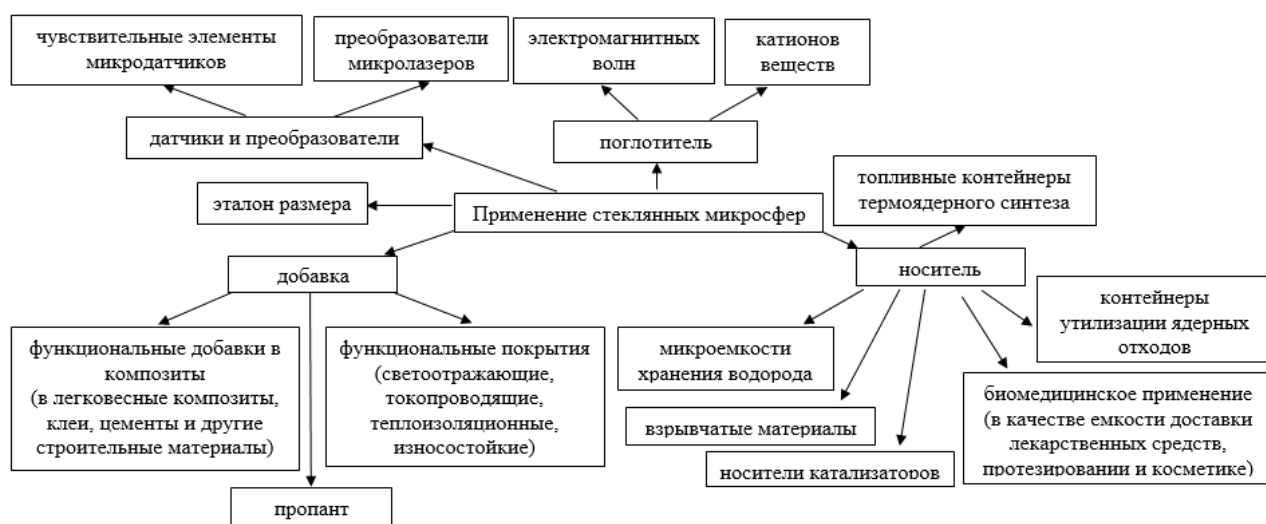 чувствительные элементы
микродатчиков
преобразователи
микролазеров
электромагнитных
волн
катионов
веществ
датчики и преобразователи
поглотитель
топливные контейнеры
термоядерного синтеза
эталон размера
Применение стеклянных микросфер
добавка
носитель
контейнеры
утилизации ядерных
отходов
функциональные добавки в
композиты
(в легковесные композиты,
клеи, цементы и другие
строительные материалы)
функциональные покрытия
(светоотражающие,
токопроводящие,
теплоизоляционные,
износостойкие)
микроемкости
хранения водорода
биомедицинское применение
(в качестве емкости доставки
лекарственных средств,
протезировании и косметике)
взрывчатые материалы
носители катализаторов
пропант